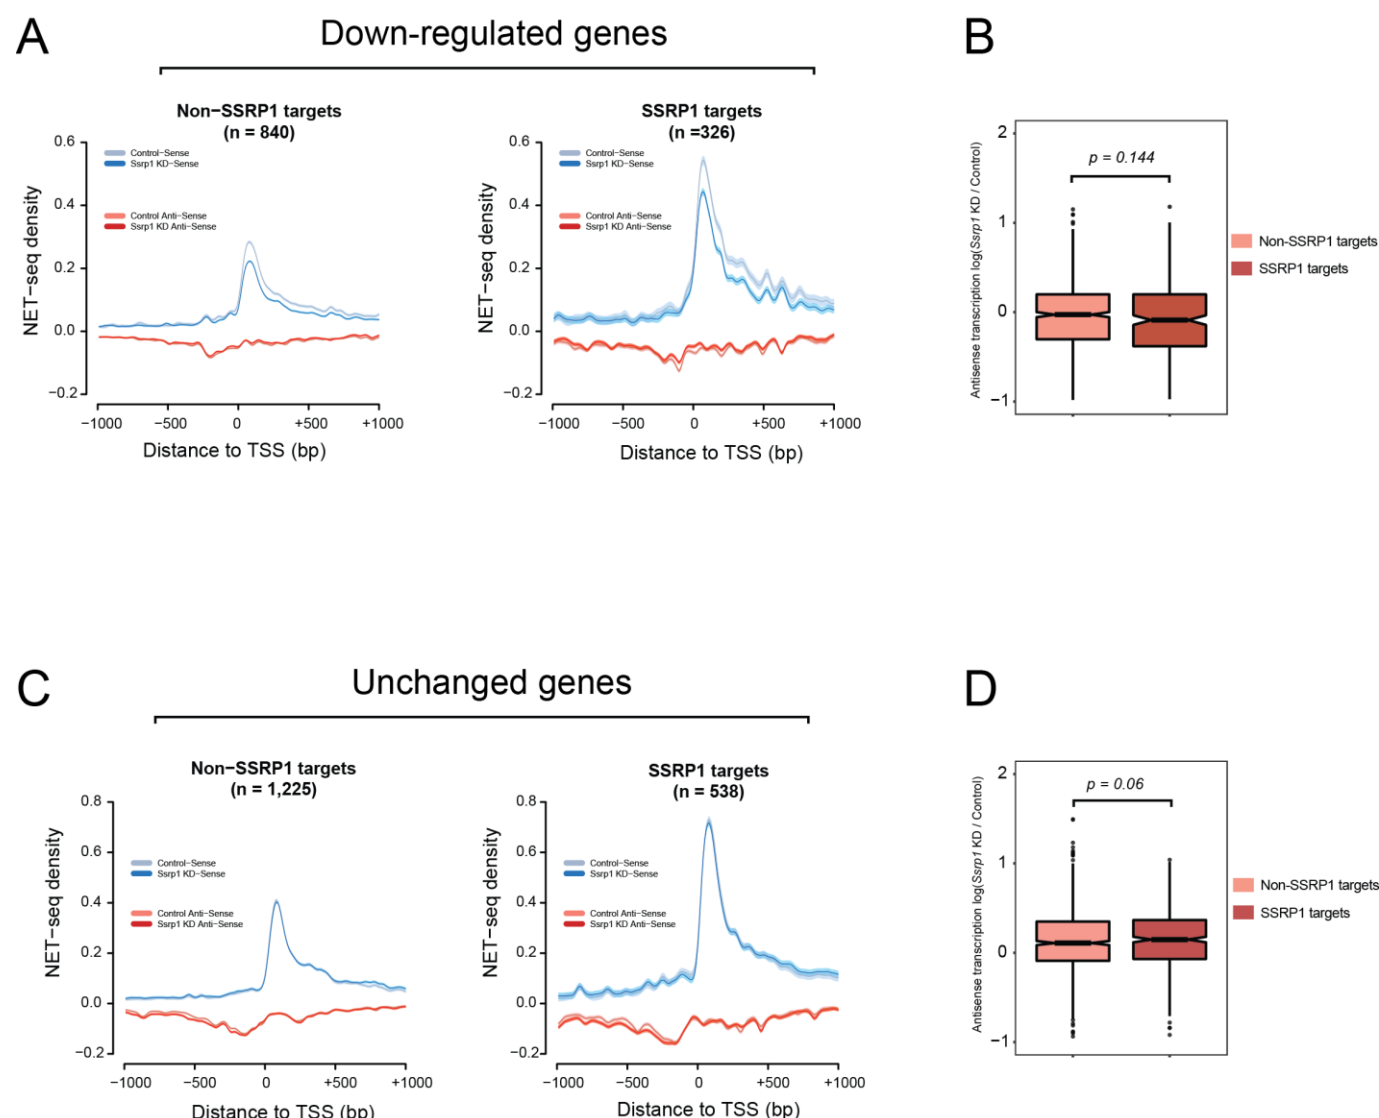 A
Down-regulated genes
Non−SSRP1 targets
(n = 840)
0.6
0.4
0.2
0.0
−0.2
NET−seq density
Control−Sense
Ssrp1 KD−Sense
Control Anti−Sense
Ssrp1 KD Anti−Sense
−1000 −500 0 +500 +1000
Distance to TSS (bp)
SSRP1 targets
(n =326)
0.6
0.4
0.2
0.0
−0.2
NET−seq density
Control−Sense
Ssrp1 KD−Sense
Control Anti−Sense
Ssrp1 KD Anti−Sense
−1000 −500 0 +500 +1000
Distance to TSS (bp)
B
Antisense transcription log(Ssrp1 KD / Control)
2
1
0
−1
p = 0.144
Non-SSRP1 targets
SSRP1 targets
C
Unchanged genes
Non−SSRP1 targets
(n = 1,225)
0.8
0.6
0.4
0.2
0.0
−0.2
NET−seq density
Control−Sense
Ssrp1 KD−Sense
Control Anti−Sense
Ssrp1 KD Anti−Sense
−1000 −500 0 +500 +1000
Distance to TSS (bp)
SSRP1 targets
(n = 538)
0.8
0.6
0.4
0.2
0.0
−0.2
NET−seq density
Control−Sense
Ssrp1 KD−Sense
Control Anti−Sense
Ssrp1 KD Anti−Sense
−1000 −500 0 +500 +1000
Distance to TSS (bp)
D
Antisense transcription log(Ssrp1 KD / Control)
2
1
0
−1
p = 0.06
Non-SSRP1 targets
SSRP1 targets